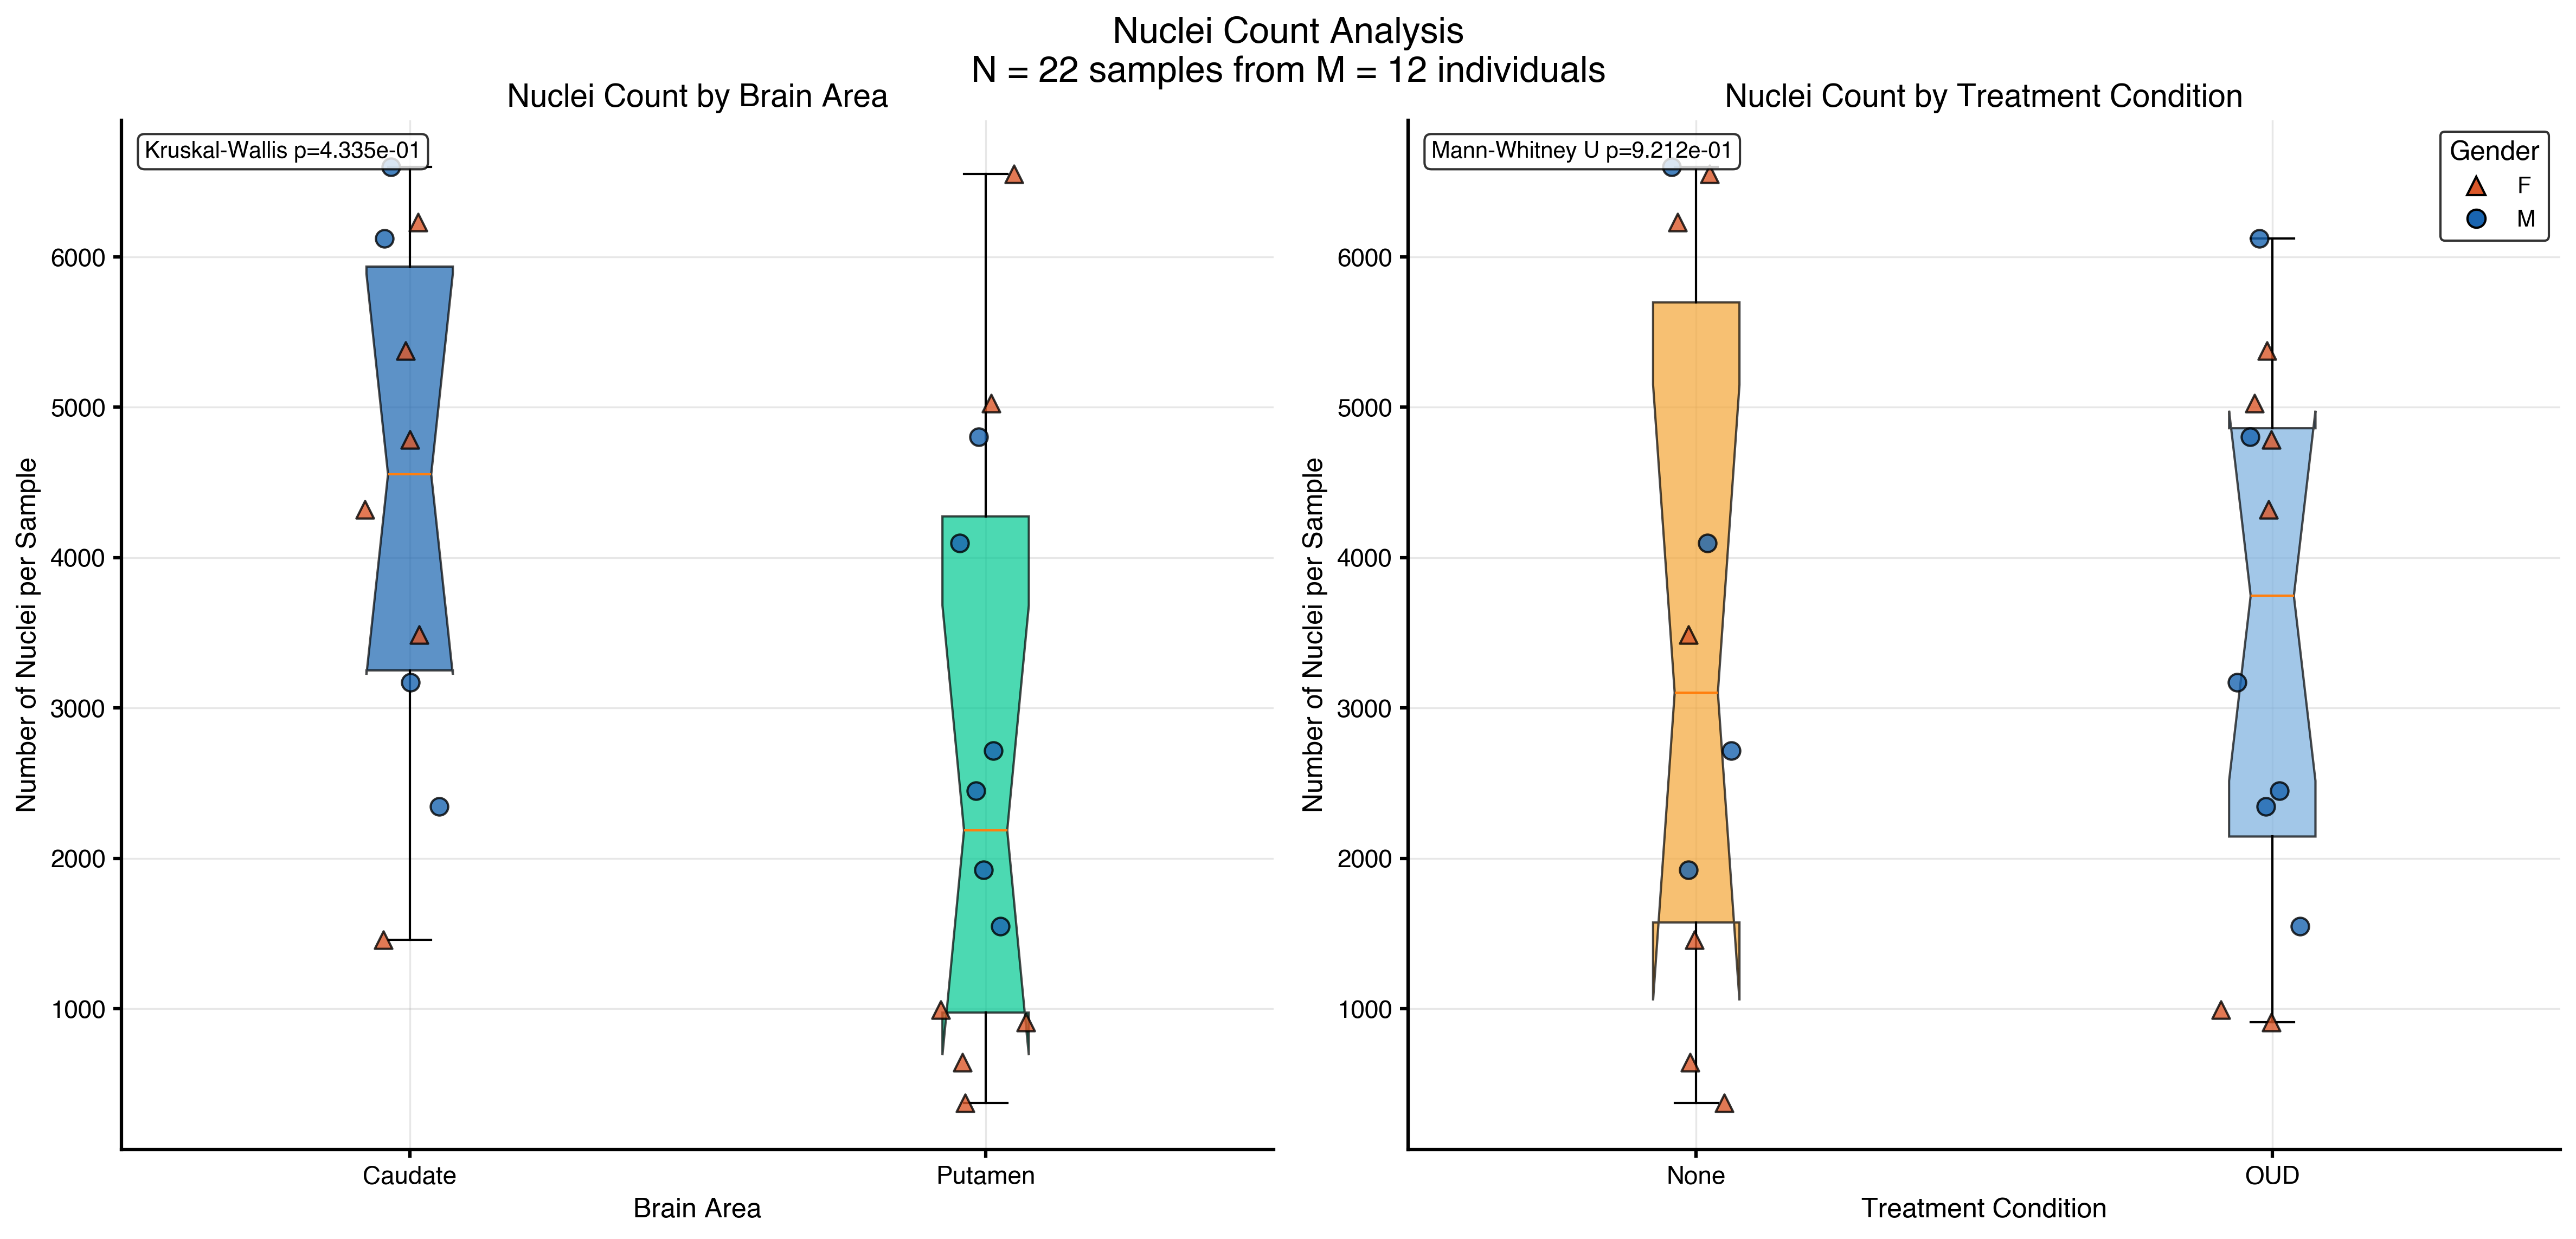 Nuclei Count Analysis
N = 22 samples from M = 12 individuals
Nuclei Count by Brain Area
Kruskal-Wallis p=4.335e-01
Number of Nuclei per Sample
6000
5000
4000
3000
2000
1000
Caudate
Putamen
Brain Area
Nuclei Count by Treatment Condition
Mann-Whitney U p=9.212e-01
Gender
F
M
Number of Nuclei per Sample
6000
5000
4000
3000
2000
1000
None
OUD
Treatment Condition